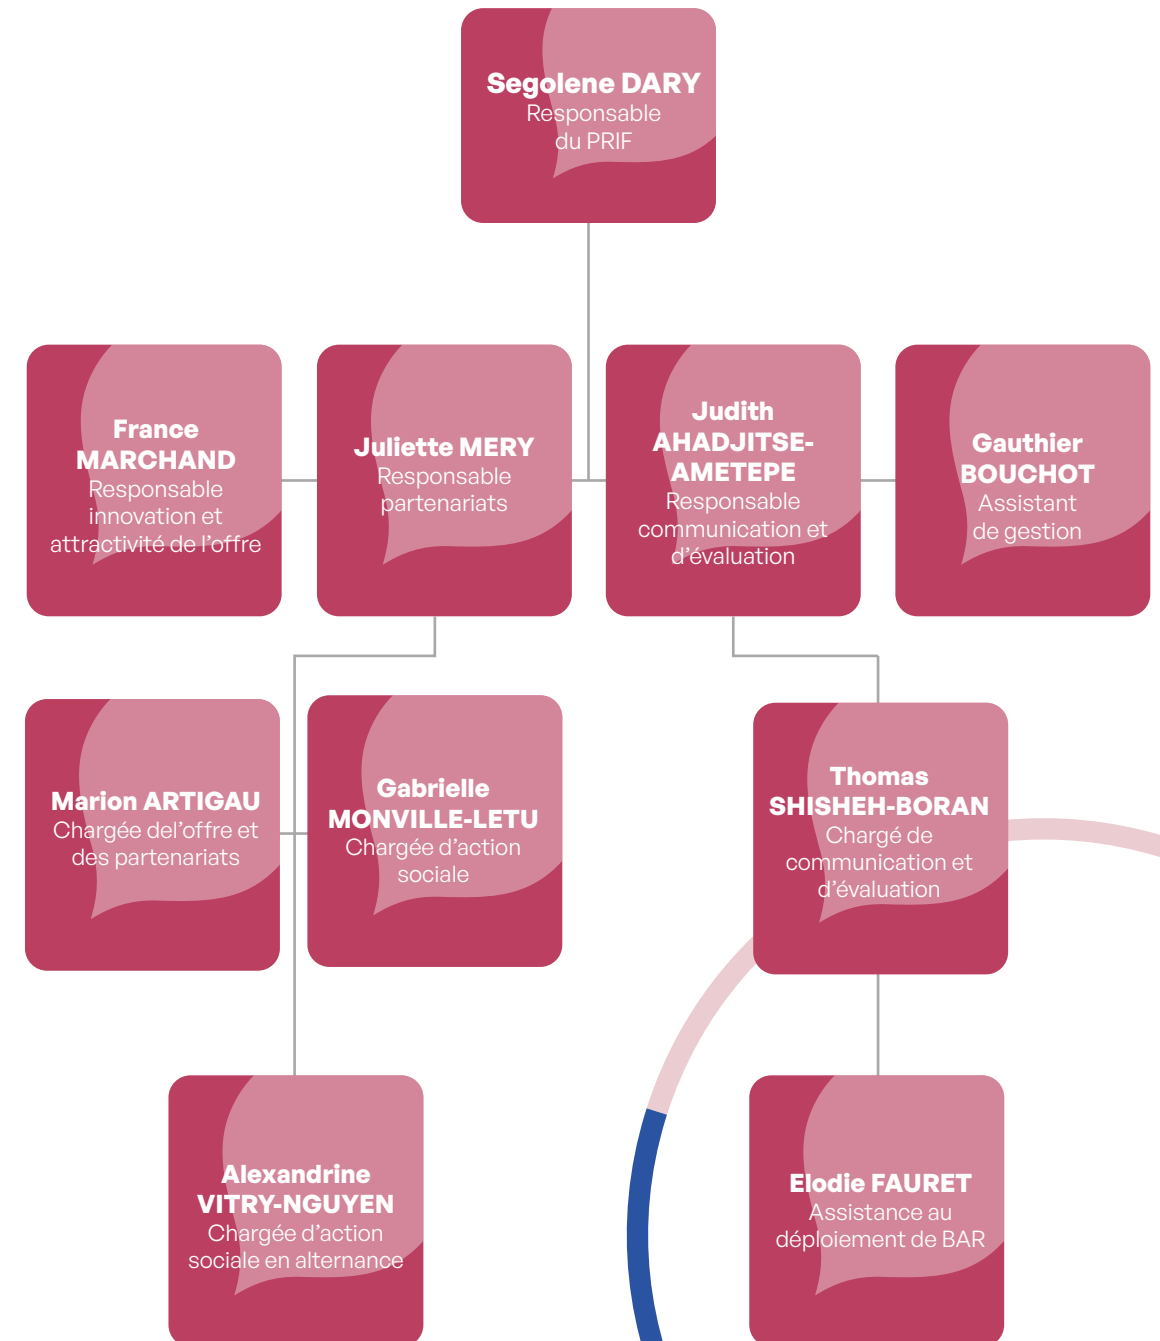 Segolene DARY
Responsable
du PRIF
France
MARCHAND
Responsable
innovation et
attractivité de l'offre
Juliette MERY
Responsable
partenariats
Judith
AHADJITSE-
AMETEPE
Responsable
communication et
d'évaluation
Gauthier
BOUCHOT
Assistant
de gestion
Marion ARTIGAU
Chargée del'offre et
des partenariats
Gabrielle
MONVILLE-LETU
Chargée d'action
sociale
Thomas
SHISHEH-BORAN
Chargé de
communication et
d'évaluation
Alexandrine
VITRY-NGUYEN
Chargée d'action
sociale en alternance
Elodie FAURET
Assistance au
déploiement de BAR